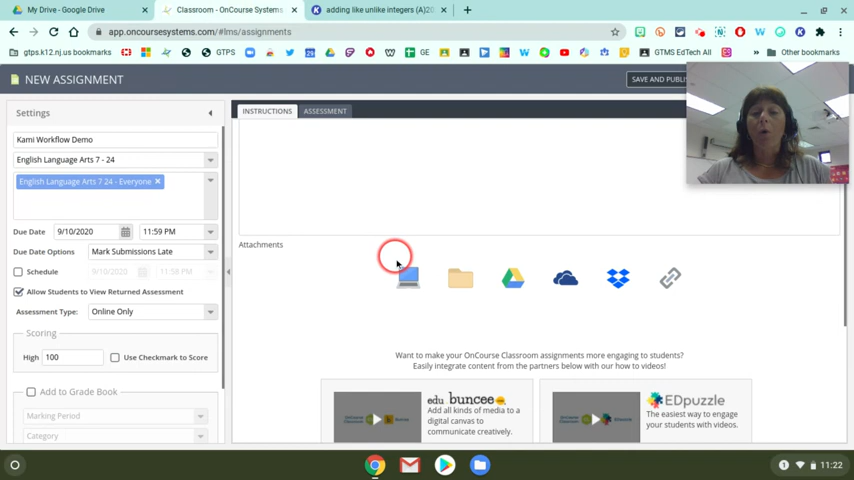 My Drive - Google Drive
Classroom - OnCourse Systems
adding like unlike integers (A)20
app.oncoursesystems.com/#lms/assignments
gtps.k12.nj.us bookmarks
GTPS
GE
GTMS EdTech All
Other bookmarks
NEW ASSIGNMENT
SAVE AND PUBLI
Settings
INSTRUCTIONS
ASSESSMENT
Kami Workflow Demo
English Language Arts 7 - 24
English Language Arts 7 24 - Everyone
Due Date
9/10/2020
11:59 PM
Due Date Options
Mark Submissions Late
Schedule
9/10/2020
11:58 PM
Allow Students to View Returned Assessment
Assessment Type:
Online Only
Scoring
High
100
Use Checkmark to Score
Add to Grade Book
Marking Period
Category
Attachments
Want to make your OnCourse Classroom assignments more engaging to students?
Easily integrate content from the partners below with our how to videos!
edu buncee
Add all kinds of media to a
digital canvas to
communicate creatively.
EDpuzzle
The easiest way to engage
your students with videos.
1
11:22